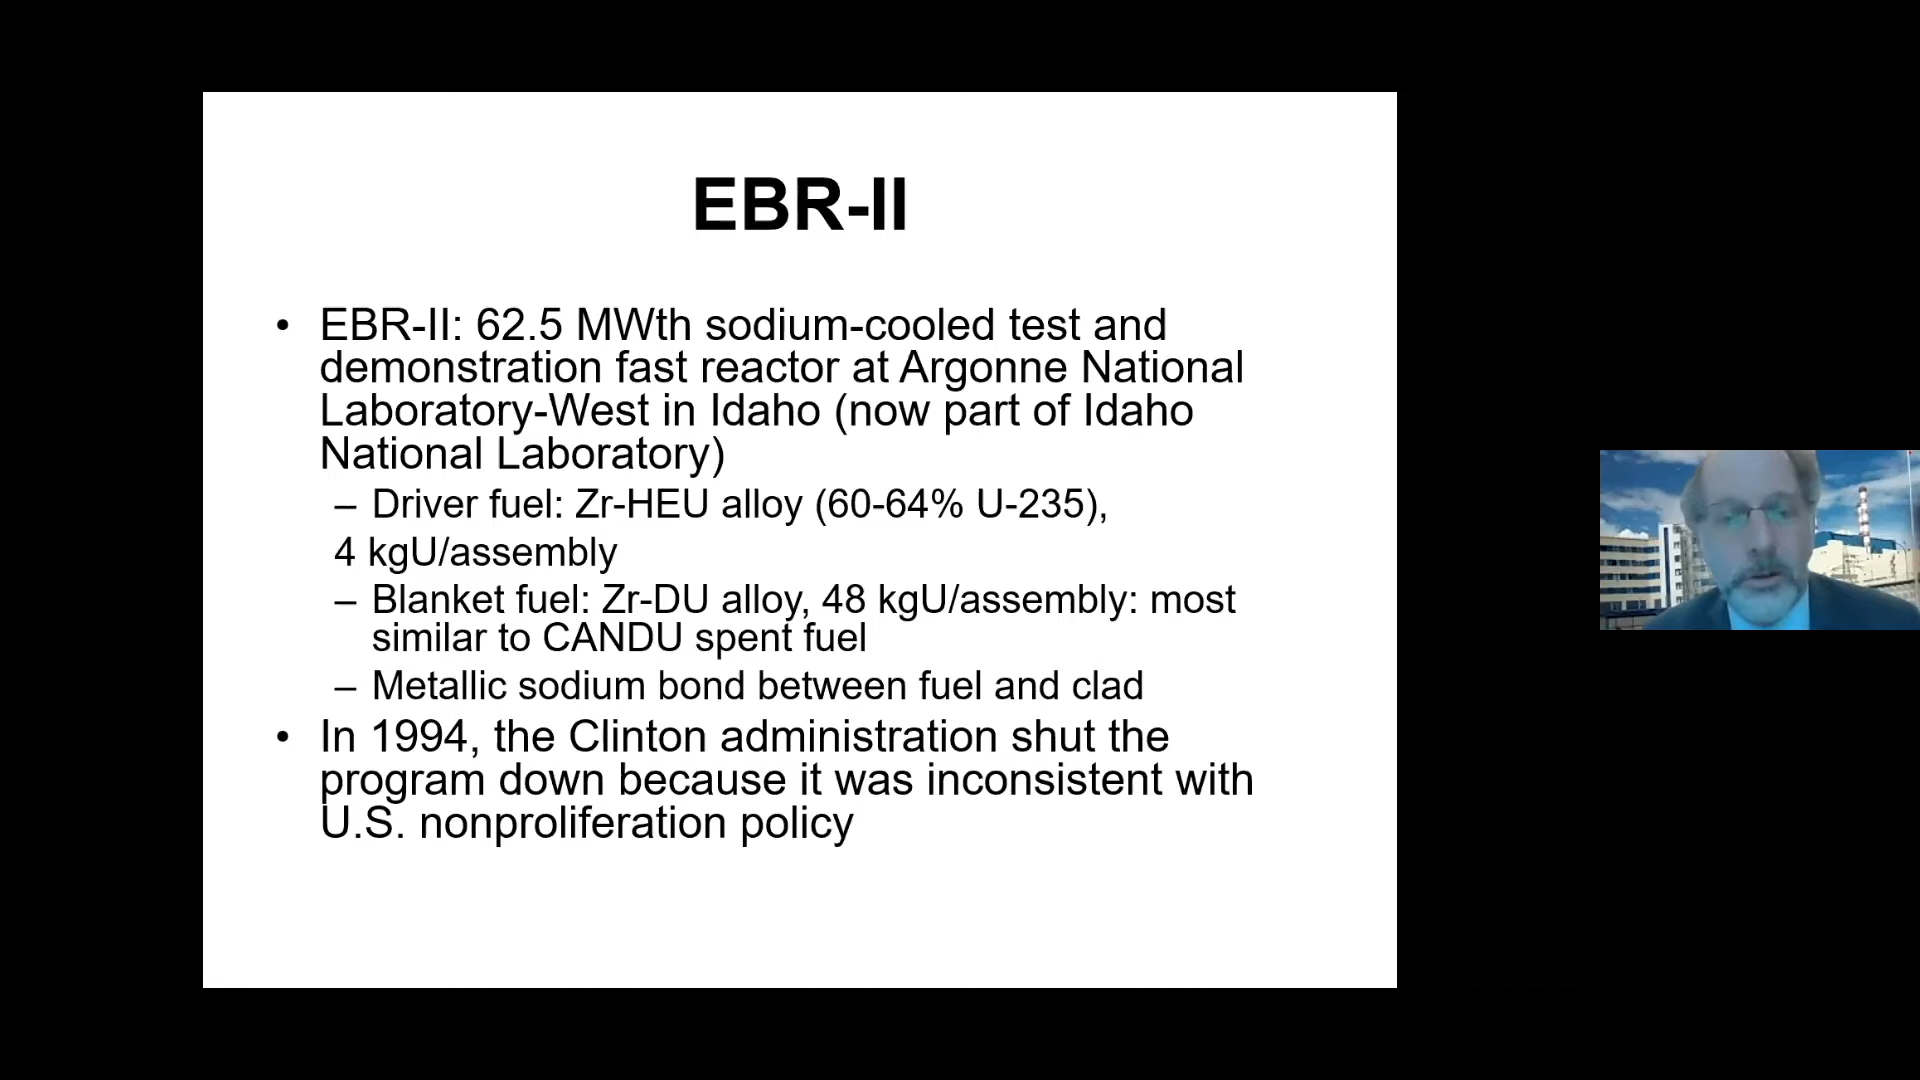 EBR-II
• EBR-II: 62.5 MWth sodium-cooled test and
demonstration fast reactor at Argonne National
Laboratory-West in Idaho (now part of Idaho
National Laboratory)
– Driver fuel: Zr-HEU alloy (60-64% U-235),
4 kgU/assembly
– Blanket fuel: Zr-DU alloy, 48 kgU/assembly: most
similar to CANDU spent fuel
– Metallic sodium bond between fuel and clad
• In 1994, the Clinton administration shut the
program down because it was inconsistent with
U.S. nonproliferation policy